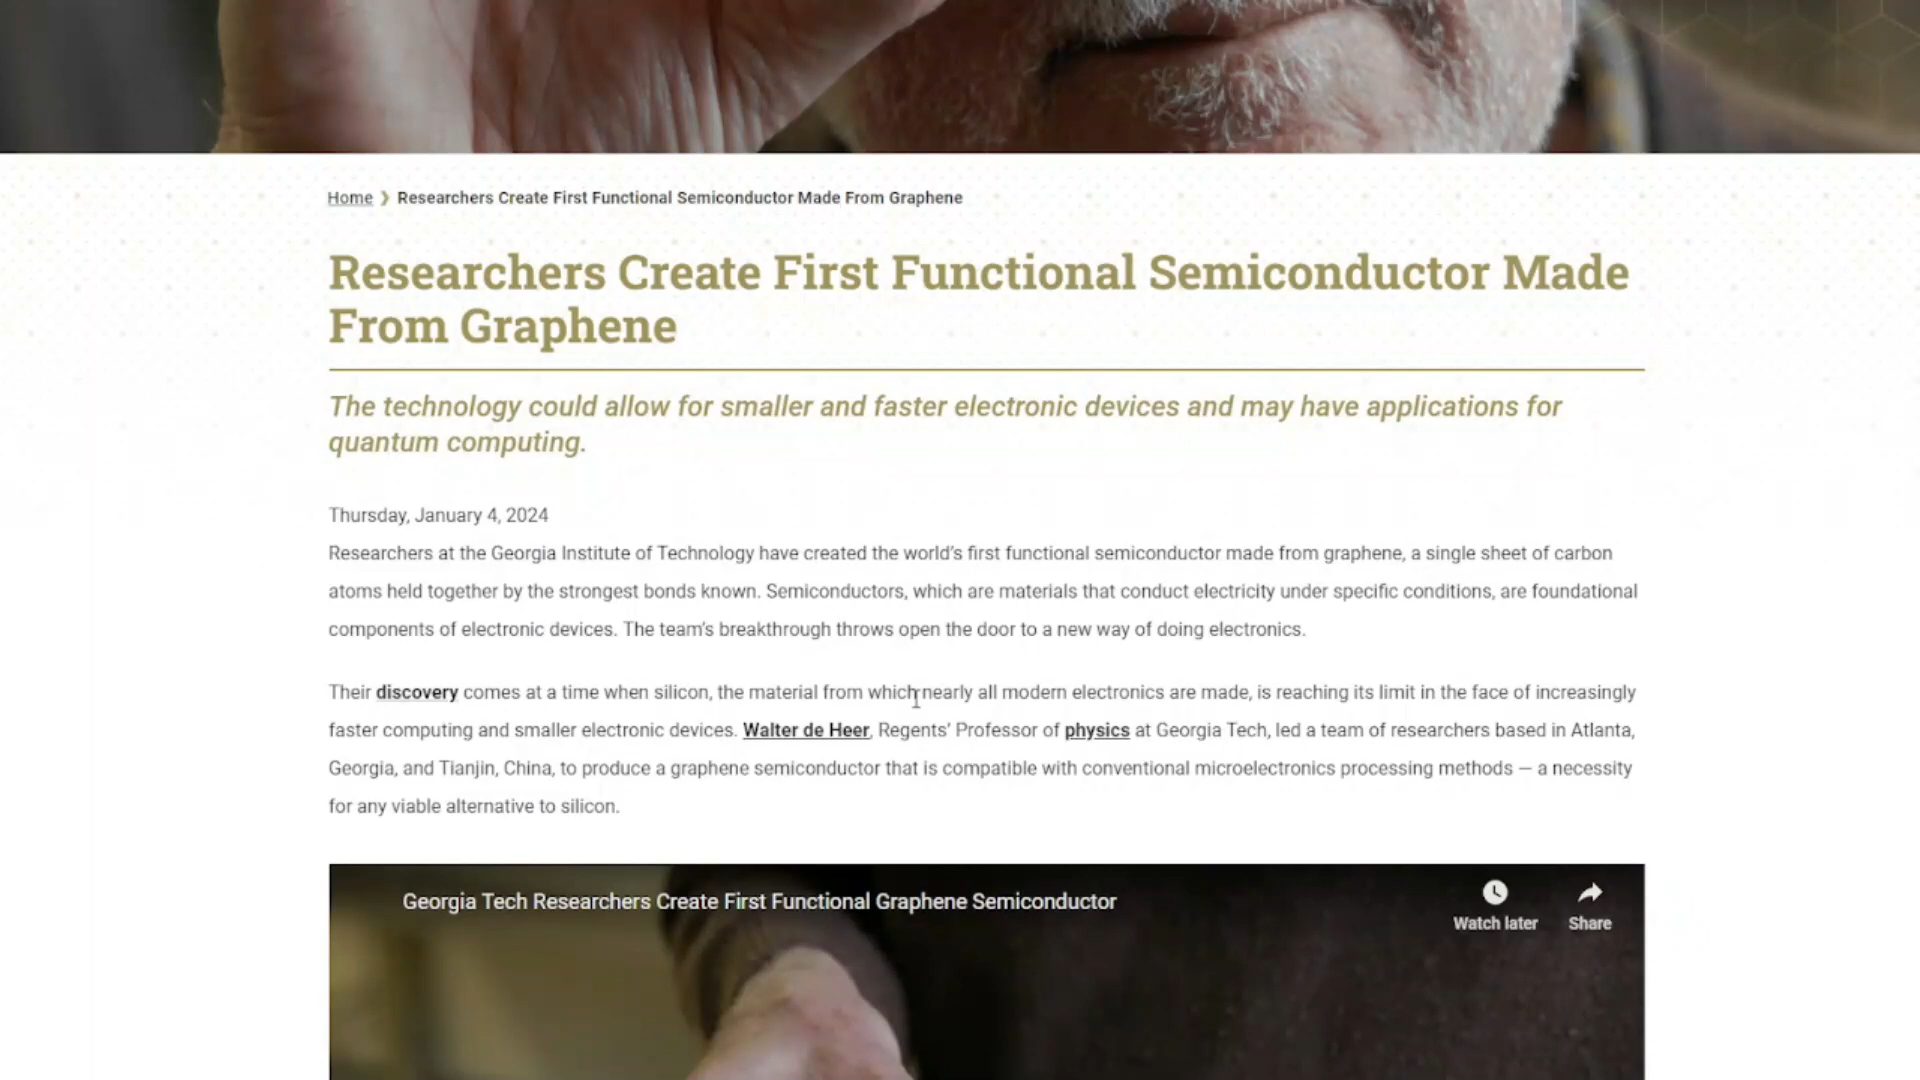 Home ❯ Researchers Create First Functional Semiconductor Made From Graphene
Researchers Create First Functional Semiconductor Made
From Graphene
The technology could allow for smaller and faster electronic devices and may have applications for
quantum computing.
Thursday, January 4, 2024
Researchers at the Georgia Institute of Technology have created the world’s first functional semiconductor made from graphene, a single sheet of carbon
atoms held together by the strongest bonds known. Semiconductors, which are materials that conduct electricity under specific conditions, are foundational
components of electronic devices. The team’s breakthrough throws open the door to a new way of doing electronics.
Their discovery comes at a time when silicon, the material from which nearly all modern electronics are made, is reaching its limit in the face of increasingly
faster computing and smaller electronic devices. Walter de Heer, Regents’ Professor of physics at Georgia Tech, led a team of researchers based in Atlanta,
Georgia, and Tianjin, China, to produce a graphene semiconductor that is compatible with conventional microelectronics processing methods — a necessity
for any viable alternative to silicon.
Georgia Tech Researchers Create First Functional Graphene Semiconductor
Watch later Share